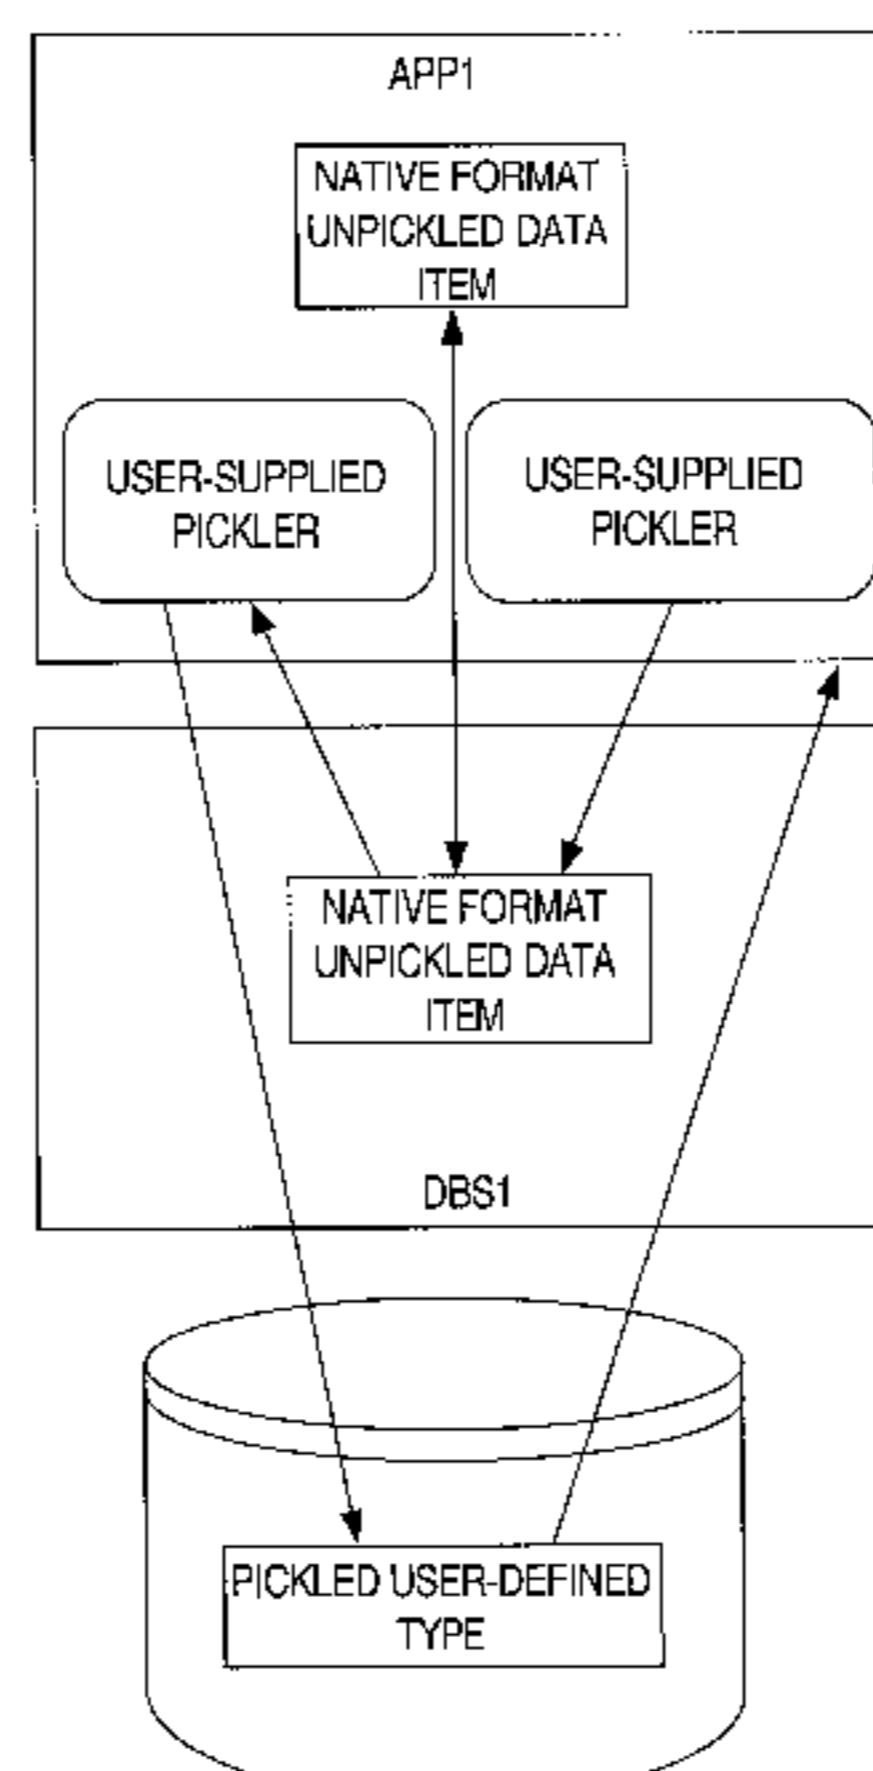 APP1
NATIVE FORMAT
UNPICKLED DATA
ITEM
USER-SUPPLIED
PICKLER
USER-SUPPLIED
PICKLER
NATIVE FORMAT
UNPICKLED DATA
ITEM
DBS1
PICKLED USER-DEFINED
TYPE